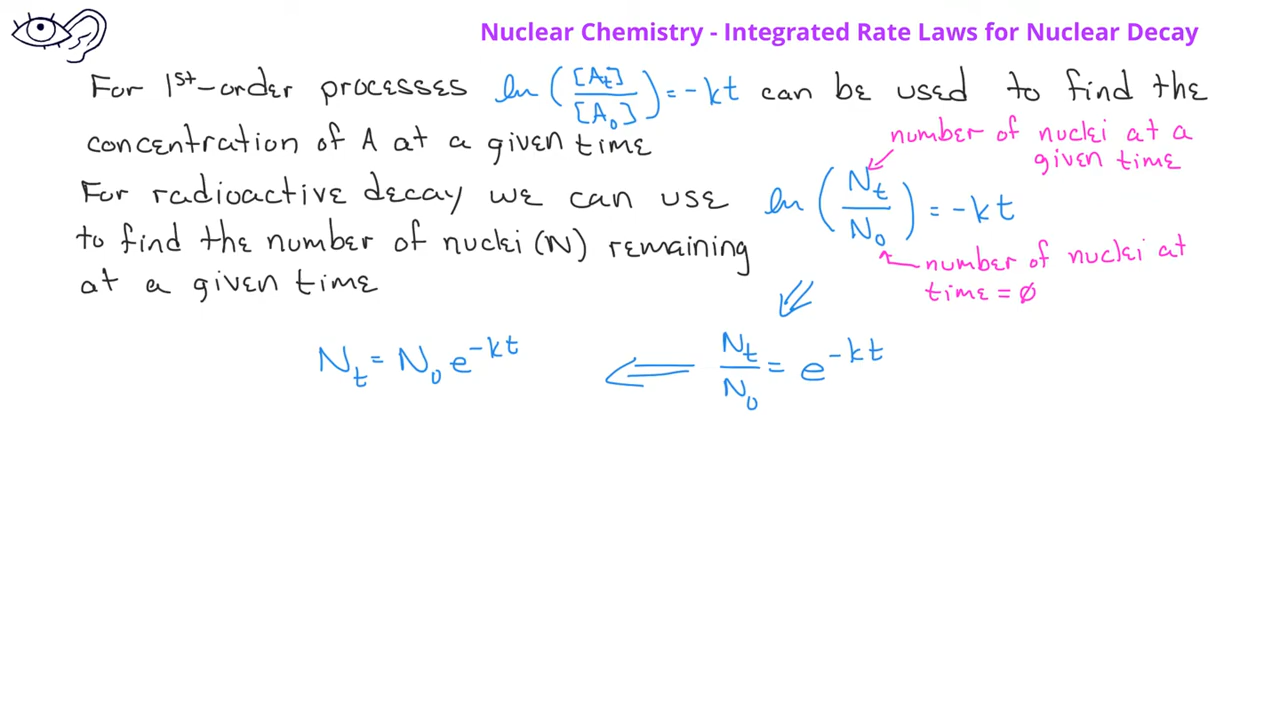 Nuclear Chemistry - Integrated Rate Laws for Nuclear Decay
For 1st-order processes ln([At]/[A0]) = -kt can be used to find the
concentration of A at a given time
number of nuclei at a
given time
For radioactive decay we can use ln(Nt/N0) = -kt
to find the number of nuclei (N) remaining
at a given time
number of nuclei at
time = ∅
Nt = N0 e^-kt ⇐ Nt/N0 = e^-kt